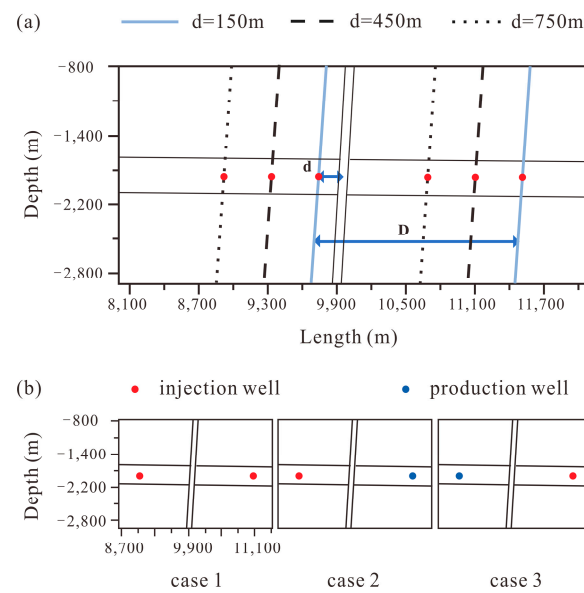 (a)
d=150m d=450m d=750m
Depth (m)
−800
−1,400
−2,200
−2,800
d
D
8,100 8,700 9,300 9,900 10,500 11,100 11,700
Length (m)
(b)
injection well production well
Depth (m)
−800
−1,400
−2,200
−2,800
8,700 9,900 11,100
case 1 case 2 case 3